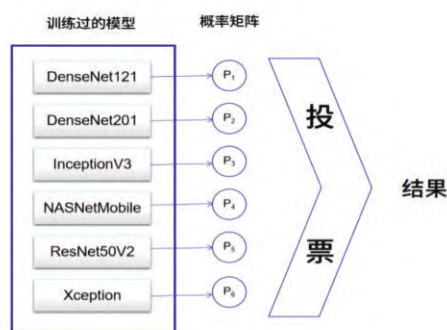 训练过的模型 概率矩阵
DenseNet121 P₁
DenseNet201 P₂
InceptionV3 P₃
NASNetMobile P₄
ResNet50V2 P₅
Xception P₆
投
票
结果